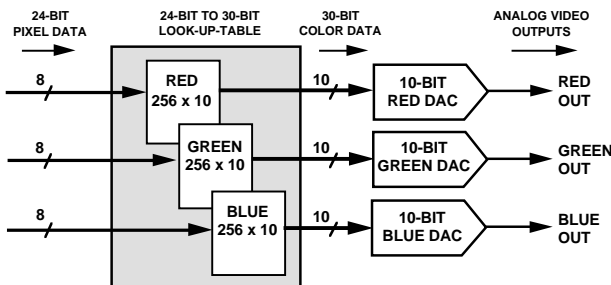 24-BIT
PIXEL DATA
24-BIT TO 30-BIT
LOOK-UP-TABLE
30-BIT
COLOR DATA
ANALOG VIDEO
OUTPUTS
8
RED
256 x 10
10
10-BIT
RED DAC
RED
OUT
8
GREEN
256 x 10
10
10-BIT
GREEN DAC
GREEN
OUT
8
BLUE
256 x 10
10
10-BIT
BLUE DAC
BLUE
OUT